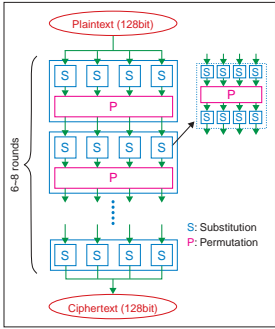 Plaintext (128bit)
S S S S
P
S S S S
P
S S S S
Ciphertext (128bit)
6~8 rounds
S S S S
P
S S S S
S: Substitution
P: Permutation